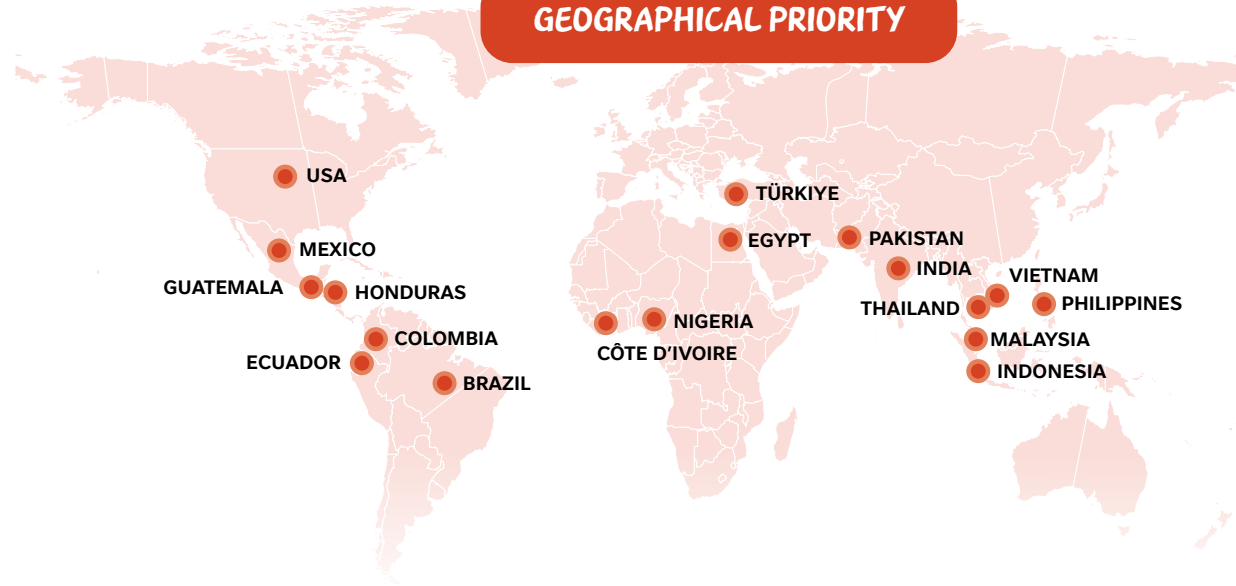 GEOGRAPHICAL PRIORITY
USA
TÜRKIYE
MEXICO
EGYPT
PAKISTAN
GUATEMALA
HONDURAS
INDIA
VIETNAM
THAILAND
PHILIPPINES
COLOMBIA
NIGERIA
MALAYSIA
ECUADOR
CÔTE D'IVOIRE
INDONESIA
BRAZIL